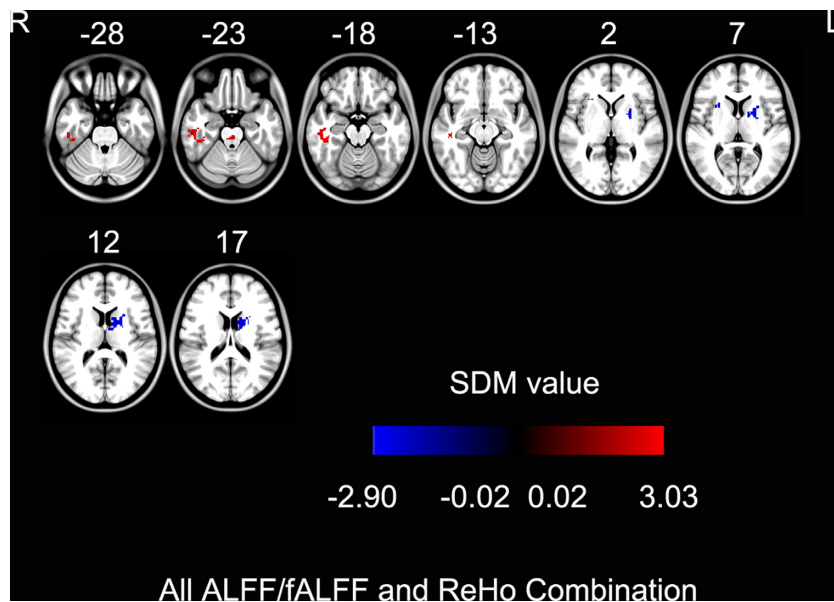 R L
-28 -23 -18 -13 2 7
12 17
SDM value
-2.90 -0.02 0.02 3.03
All ALFF/fALFF and ReHo Combination